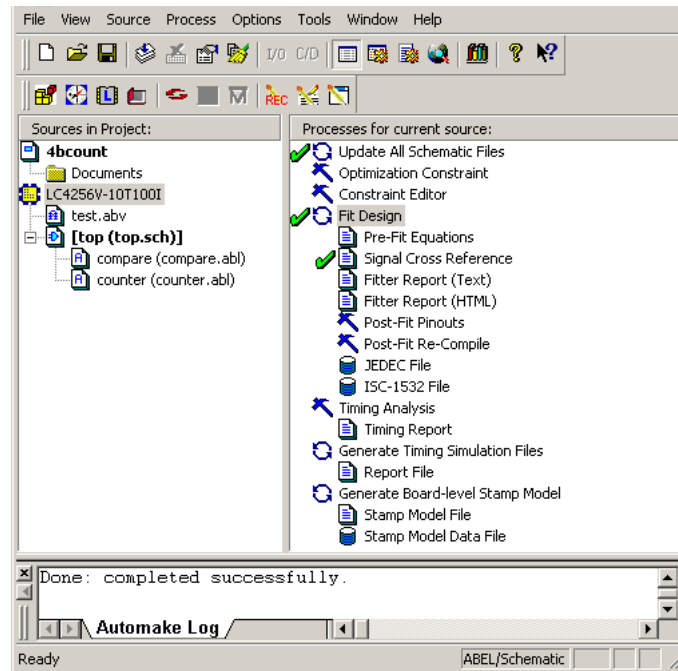 File View Source Process Options Tools Window Help
I/O C/D
REC
Sources in Project:
4bcount
Documents
LC4256V-10T100I
test.abv
[top (top.sch)]
compare (compare.abl)
counter (counter.abl)
Processes for current source:
Update All Schematic Files
Optimization Constraint
Constraint Editor
Fit Design
Pre-Fit Equations
Signal Cross Reference
Fitter Report (Text)
Fitter Report (HTML)
Post-Fit Pinouts
Post-Fit Re-Compile
JEDEC File
ISC-1532 File
Timing Analysis
Timing Report
Generate Timing Simulation Files
Report File
Generate Board-level Stamp Model
Stamp Model File
Stamp Model Data File
Done: completed successfully.
Automake Log
Ready
ABEL/Schematic